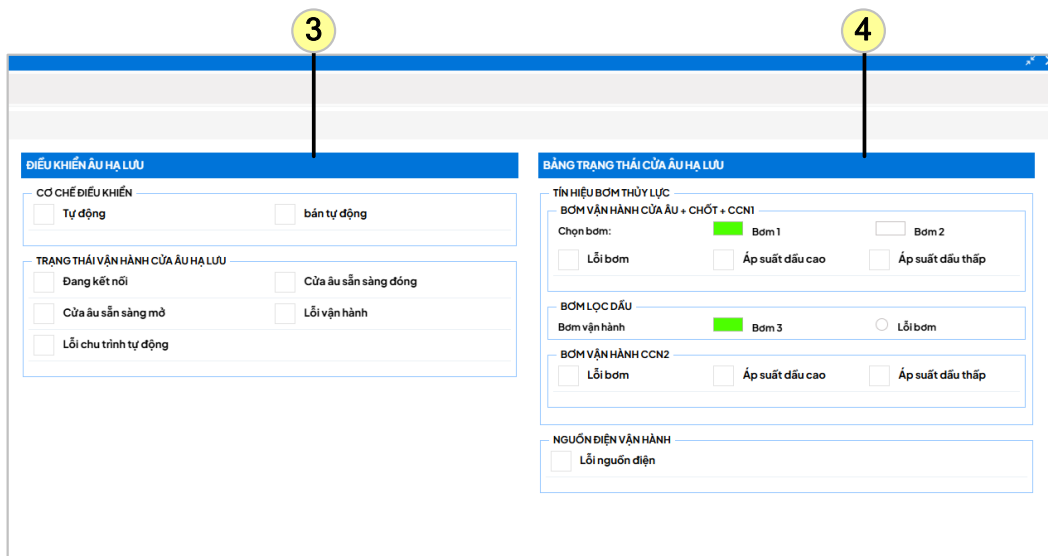 3
4
ĐIỀU KHIỂN ÂU HẠ LƯU
CƠ CHẾ ĐIỀU KHIỂN
Tự động
bán tự động
TRẠNG THÁI VẬN HÀNH CỬA ÂU HẠ LƯU
Đang kết nối
Cửa âu sẵn sàng đóng
Cửa âu sẵn sàng mở
Lỗi vận hành
Lỗi chu trình tự động
BẢNG TRẠNG THÁI CỬA ÂU HẠ LƯU
TÍN HIỆU BƠM THỦY LỰC
BƠM VẬN HÀNH CỬA ÂU + CHỐT + CCN1
Chọn bơm:
Bơm 1
Bơm 2
Lỗi bơm
Áp suất dầu cao
Áp suất dầu thấp
BƠM LỌC DẦU
Bơm vận hành
Bơm 3
Lỗi bơm
BƠM VẬN HÀNH CCN2
Lỗi bơm
Áp suất dầu cao
Áp suất dầu thấp
NGUỒN ĐIỆN VẬN HÀNH
Lỗi nguồn điện